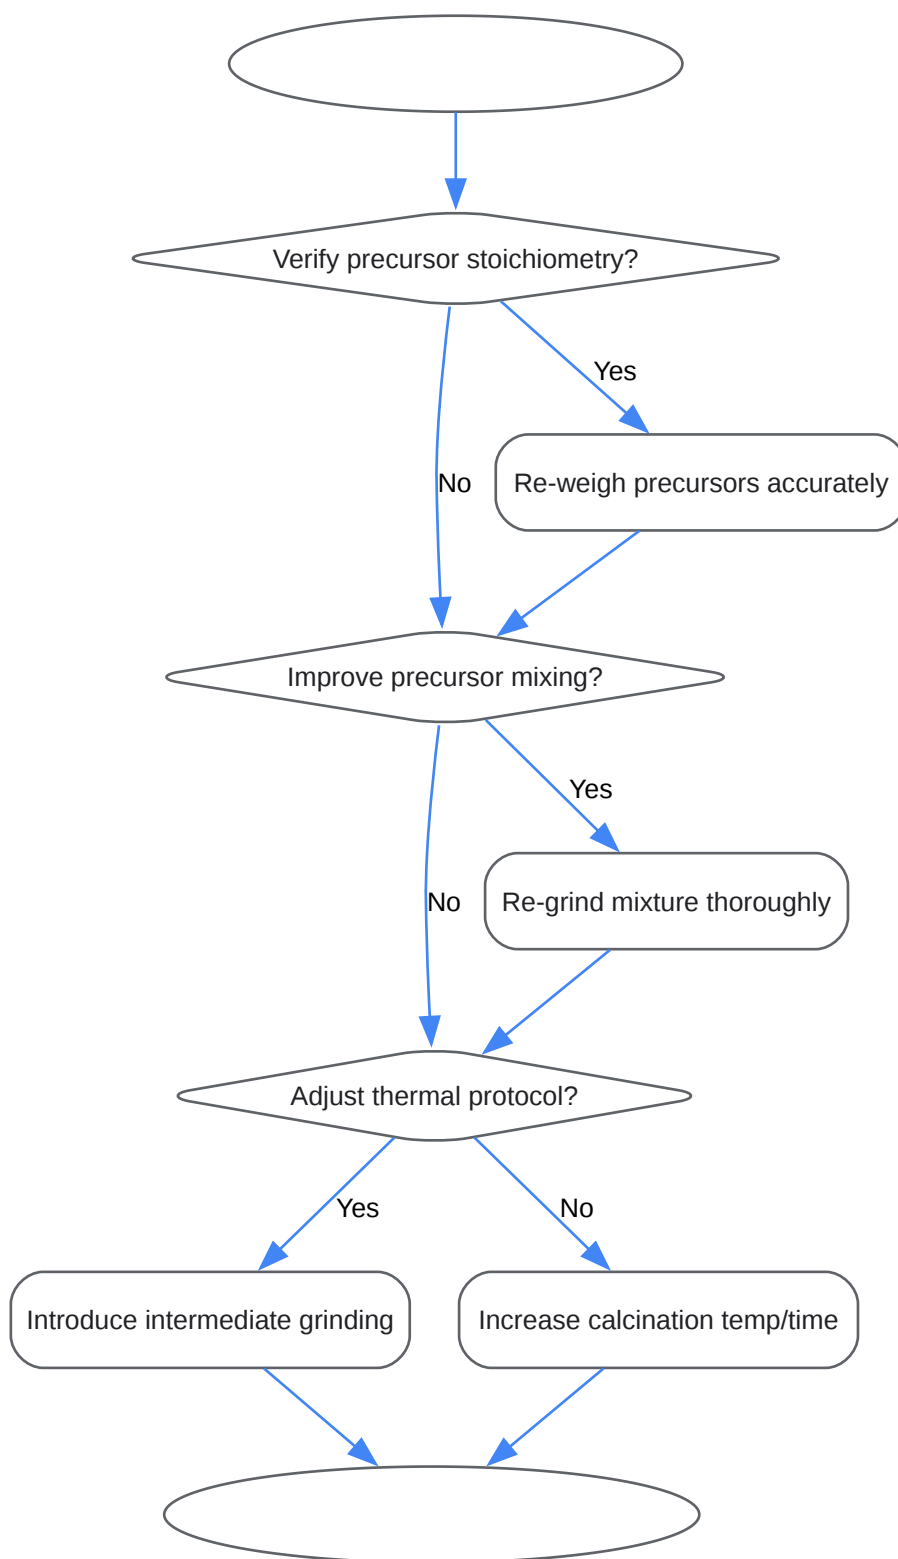 Verify precursor stoichiometry?
Yes
No
Re-weigh precursors accurately
Improve precursor mixing?
Yes
No
Re-grind mixture thoroughly
Adjust thermal protocol?
Yes
No
Introduce intermediate grinding
Increase calcination temp/time